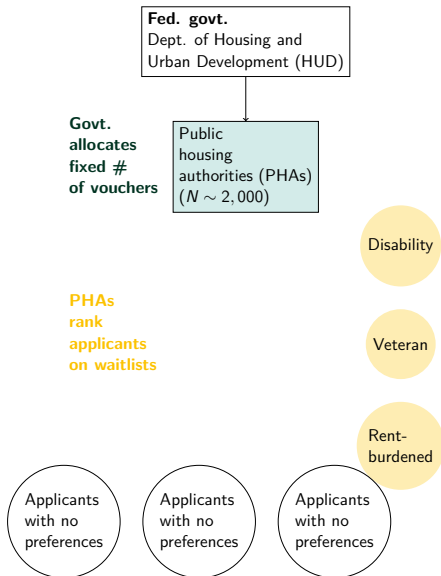 Fed. govt.
Dept. of Housing and
Urban Development (HUD)
Govt.
allocates
fixed #
of vouchers
Public
housing
authorities (PHAs)
(N ∼ 2,000)
Disability
PHAs
rank
applicants
on waitlists
Veteran
Rent-
burdened
Applicants
with no
preferences
Applicants
with no
preferences
Applicants
with no
preferences